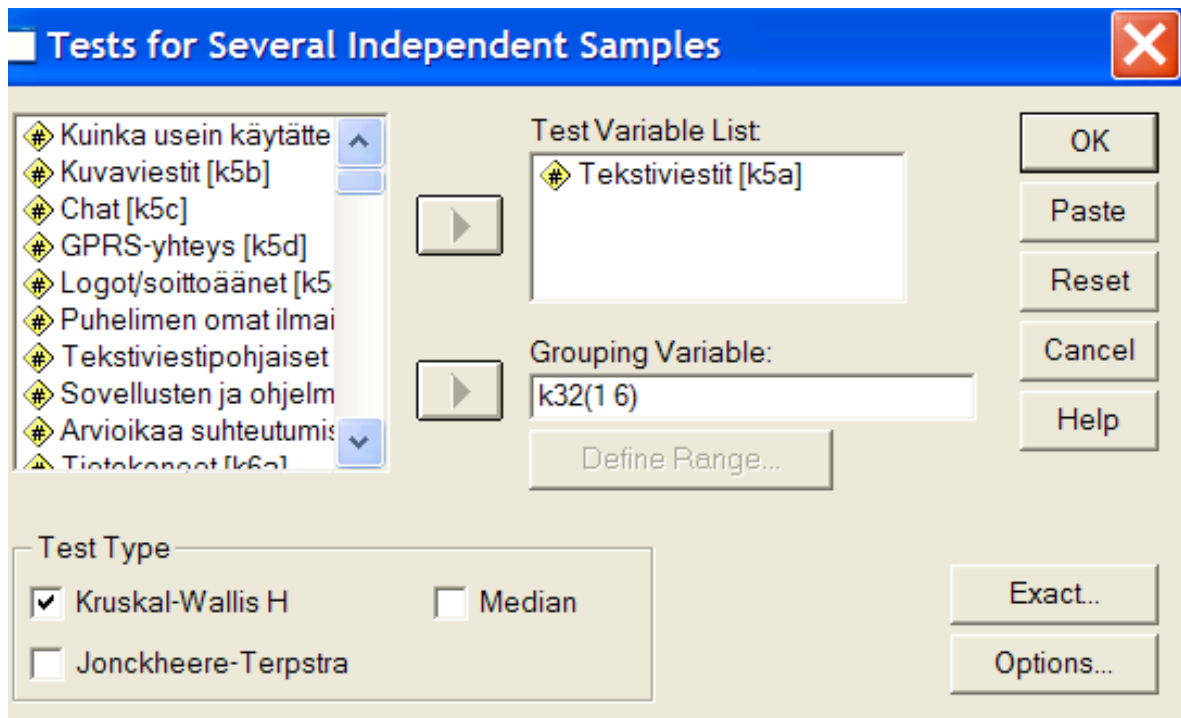 Tests for Several Independent Samples
Kuinka usein käytätte
Kuvaviestit [k5b]
Chat [k5c]
GPRS-yhteys [k5d]
Logot/soittoäänet [k5
Puhelimen omat ilmai
Tekstiviestipohjaiset
Sovellusten ja ohjelm
Arvioikaa suhteutumis
Tietokoneet [k6a]
Test Variable List:
Tekstiviestit [k5a]
Grouping Variable:
k32(1 6)
Define Range...
OK
Paste
Reset
Cancel
Help
Test Type
Kruskal-Wallis H
Median
Jonckheere-Terpstra
Exact...
Options...